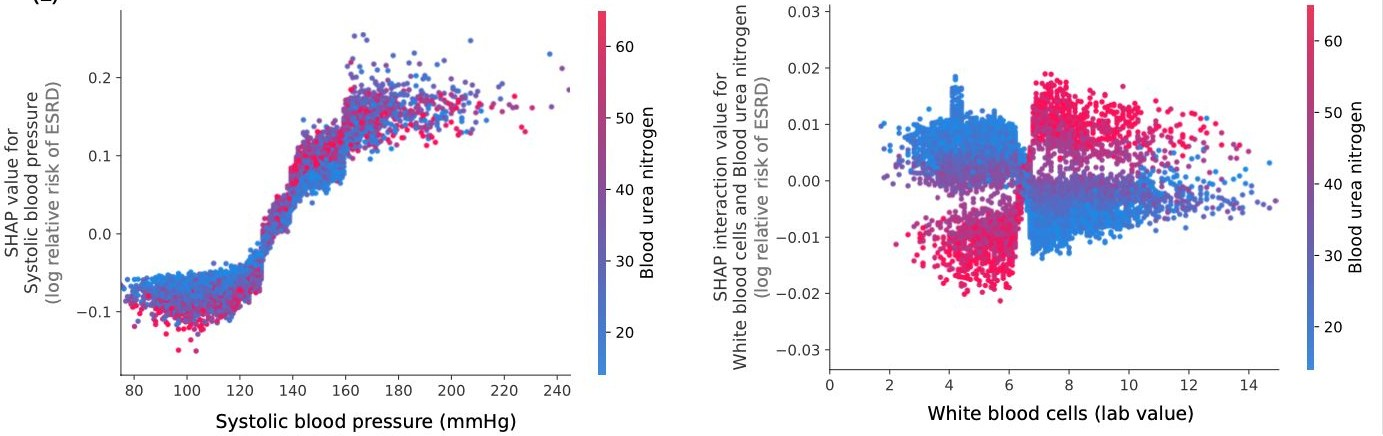 SHAP value for
Systolic blood pressure
(log relative risk of ESRD)
0.2
0.1
0.0
−0.1
80 100 120 140 160 180 200 220 240
Systolic blood pressure (mmHg)
60
50
40
30
20
Blood urea nitrogen
SHAP interaction value for
White blood cells and Blood urea nitrogen
(log relative risk of ESRD)
0.03
0.02
0.01
0.00
−0.01
−0.02
−0.03
0 2 4 6 8 10 12 14
White blood cells (lab value)
60
50
40
30
20
Blood urea nitrogen